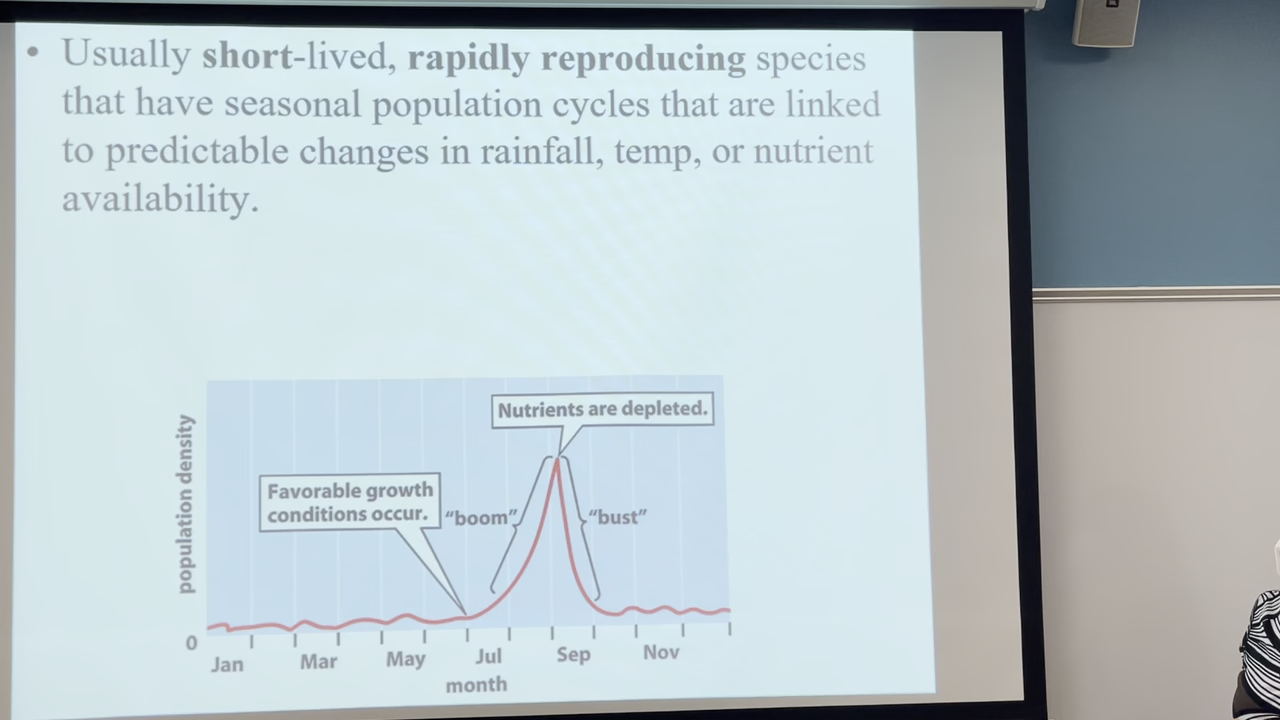 • Usually short-lived, rapidly reproducing species
that have seasonal population cycles that are linked
to predictable changes in rainfall, temp, or nutrient
availability.
Nutrients are depleted.
Favorable growth
conditions occur.
"boom"
"bust"
population density
0
Jan Mar May Jul Sep Nov
month